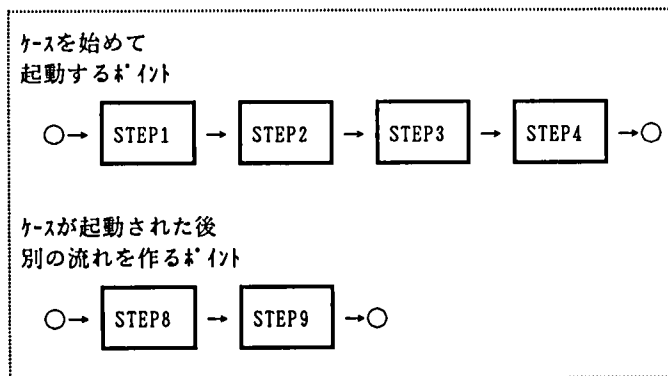 ｹｰｽを始めて
起動するﾎﾟｲﾝﾄ
STEP1 → STEP2 → STEP3 → STEP4
ｹｰｽが起動された後
別の流れを作るﾎﾟｲﾝﾄ
STEP8 → STEP9